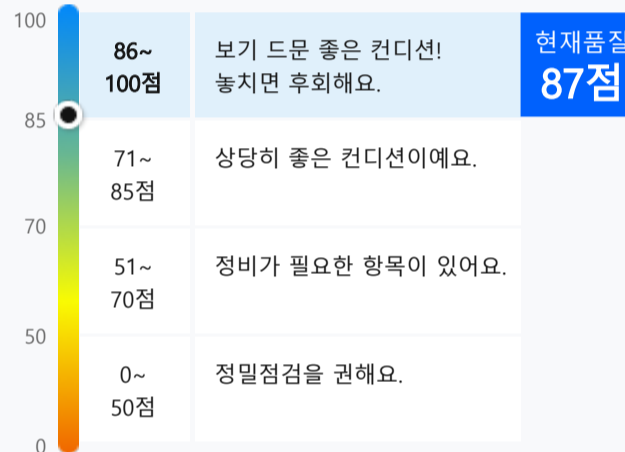 100
86~
100점
보기 드문 좋은 컨디션!
놓치면 후회해요.
현재품질
87점
85
71~
85점
상당히 좋은 컨디션이예요.
70
51~
70점
정비가 필요한 항목이 있어요.
50
0~
50점
정밀점검을 권해요.
0